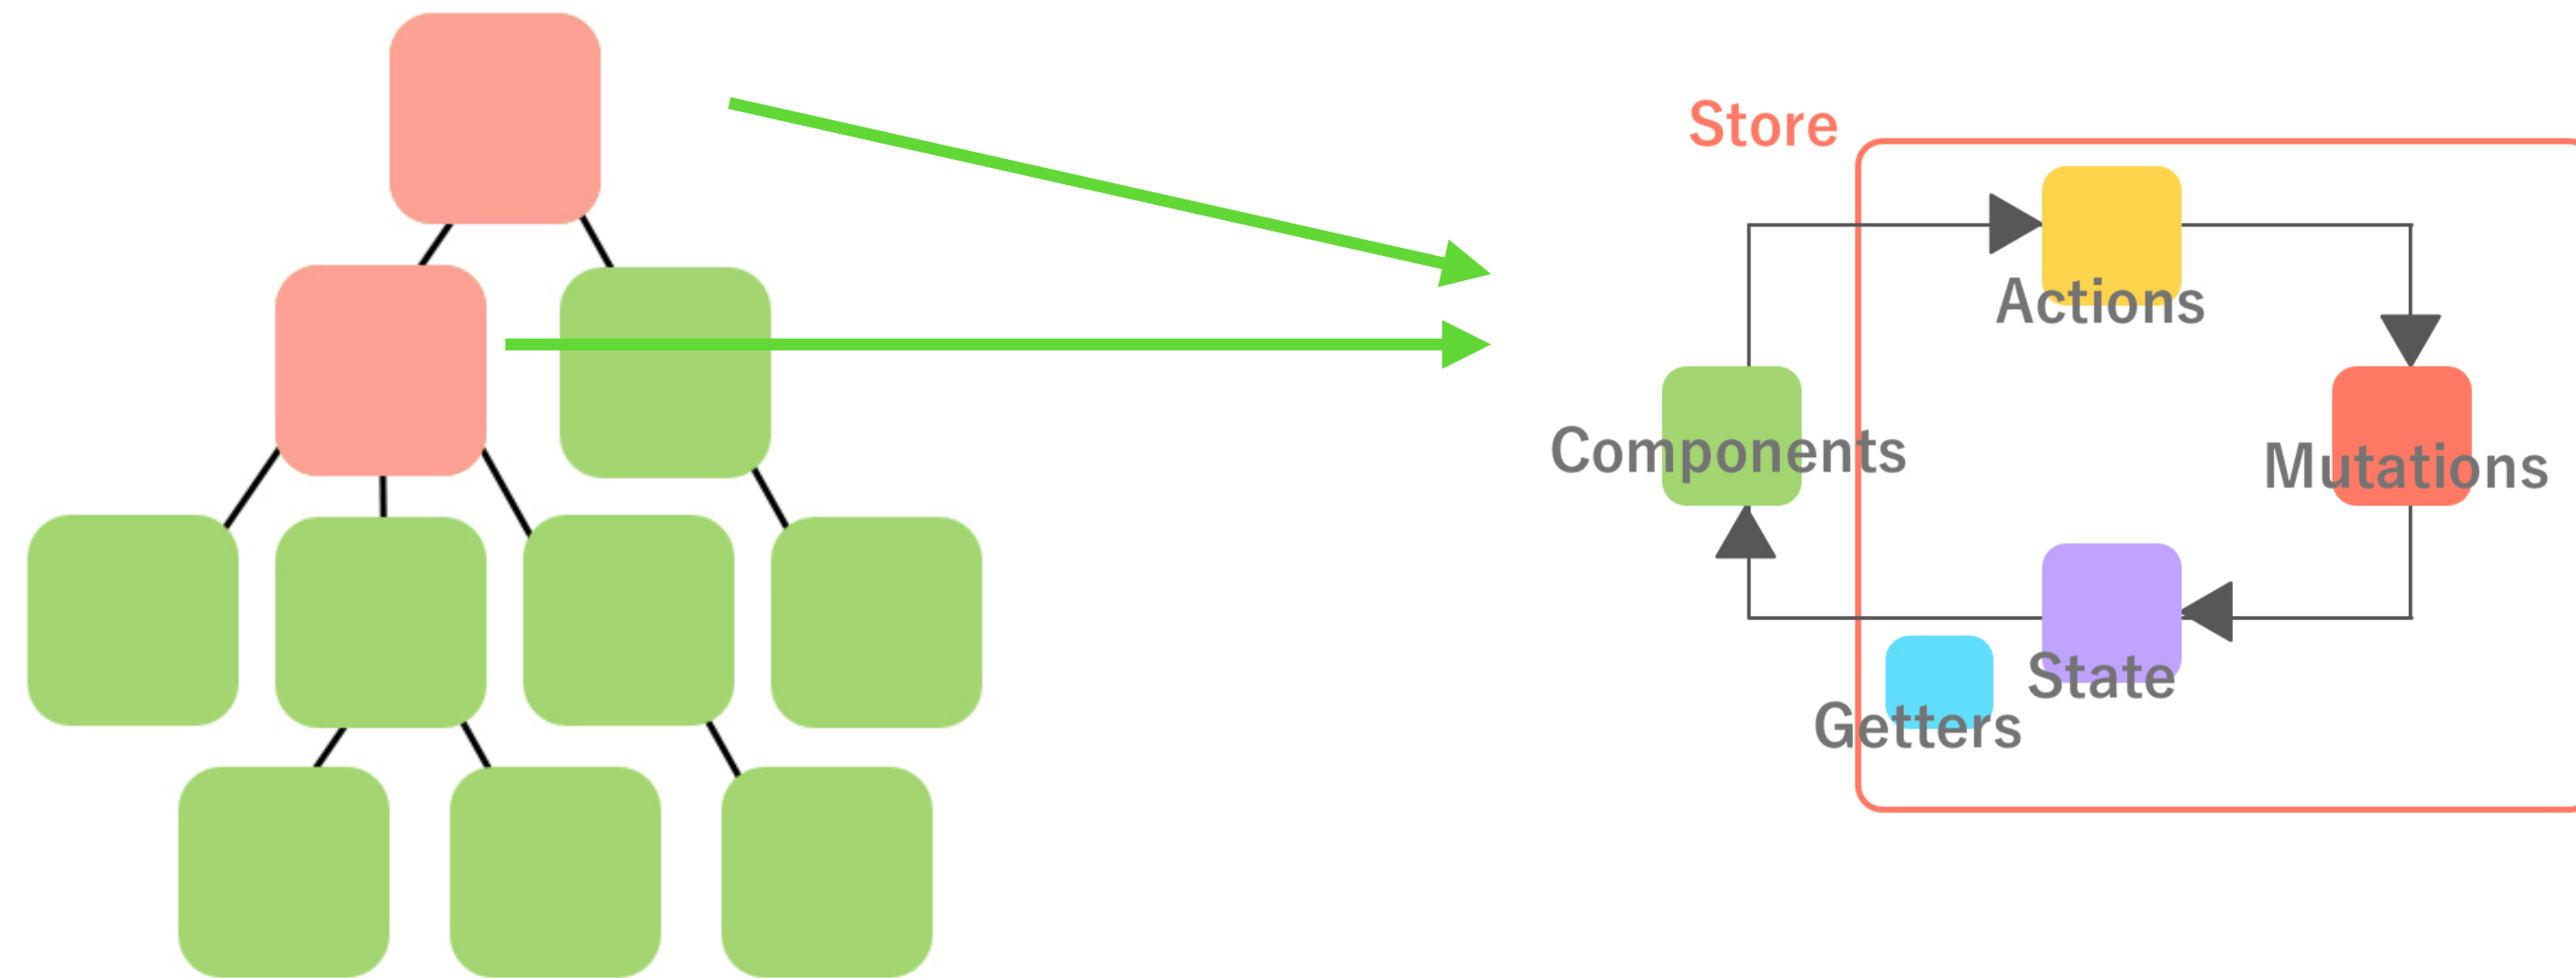 Store
Actions
Components
Mutations
State
Getters